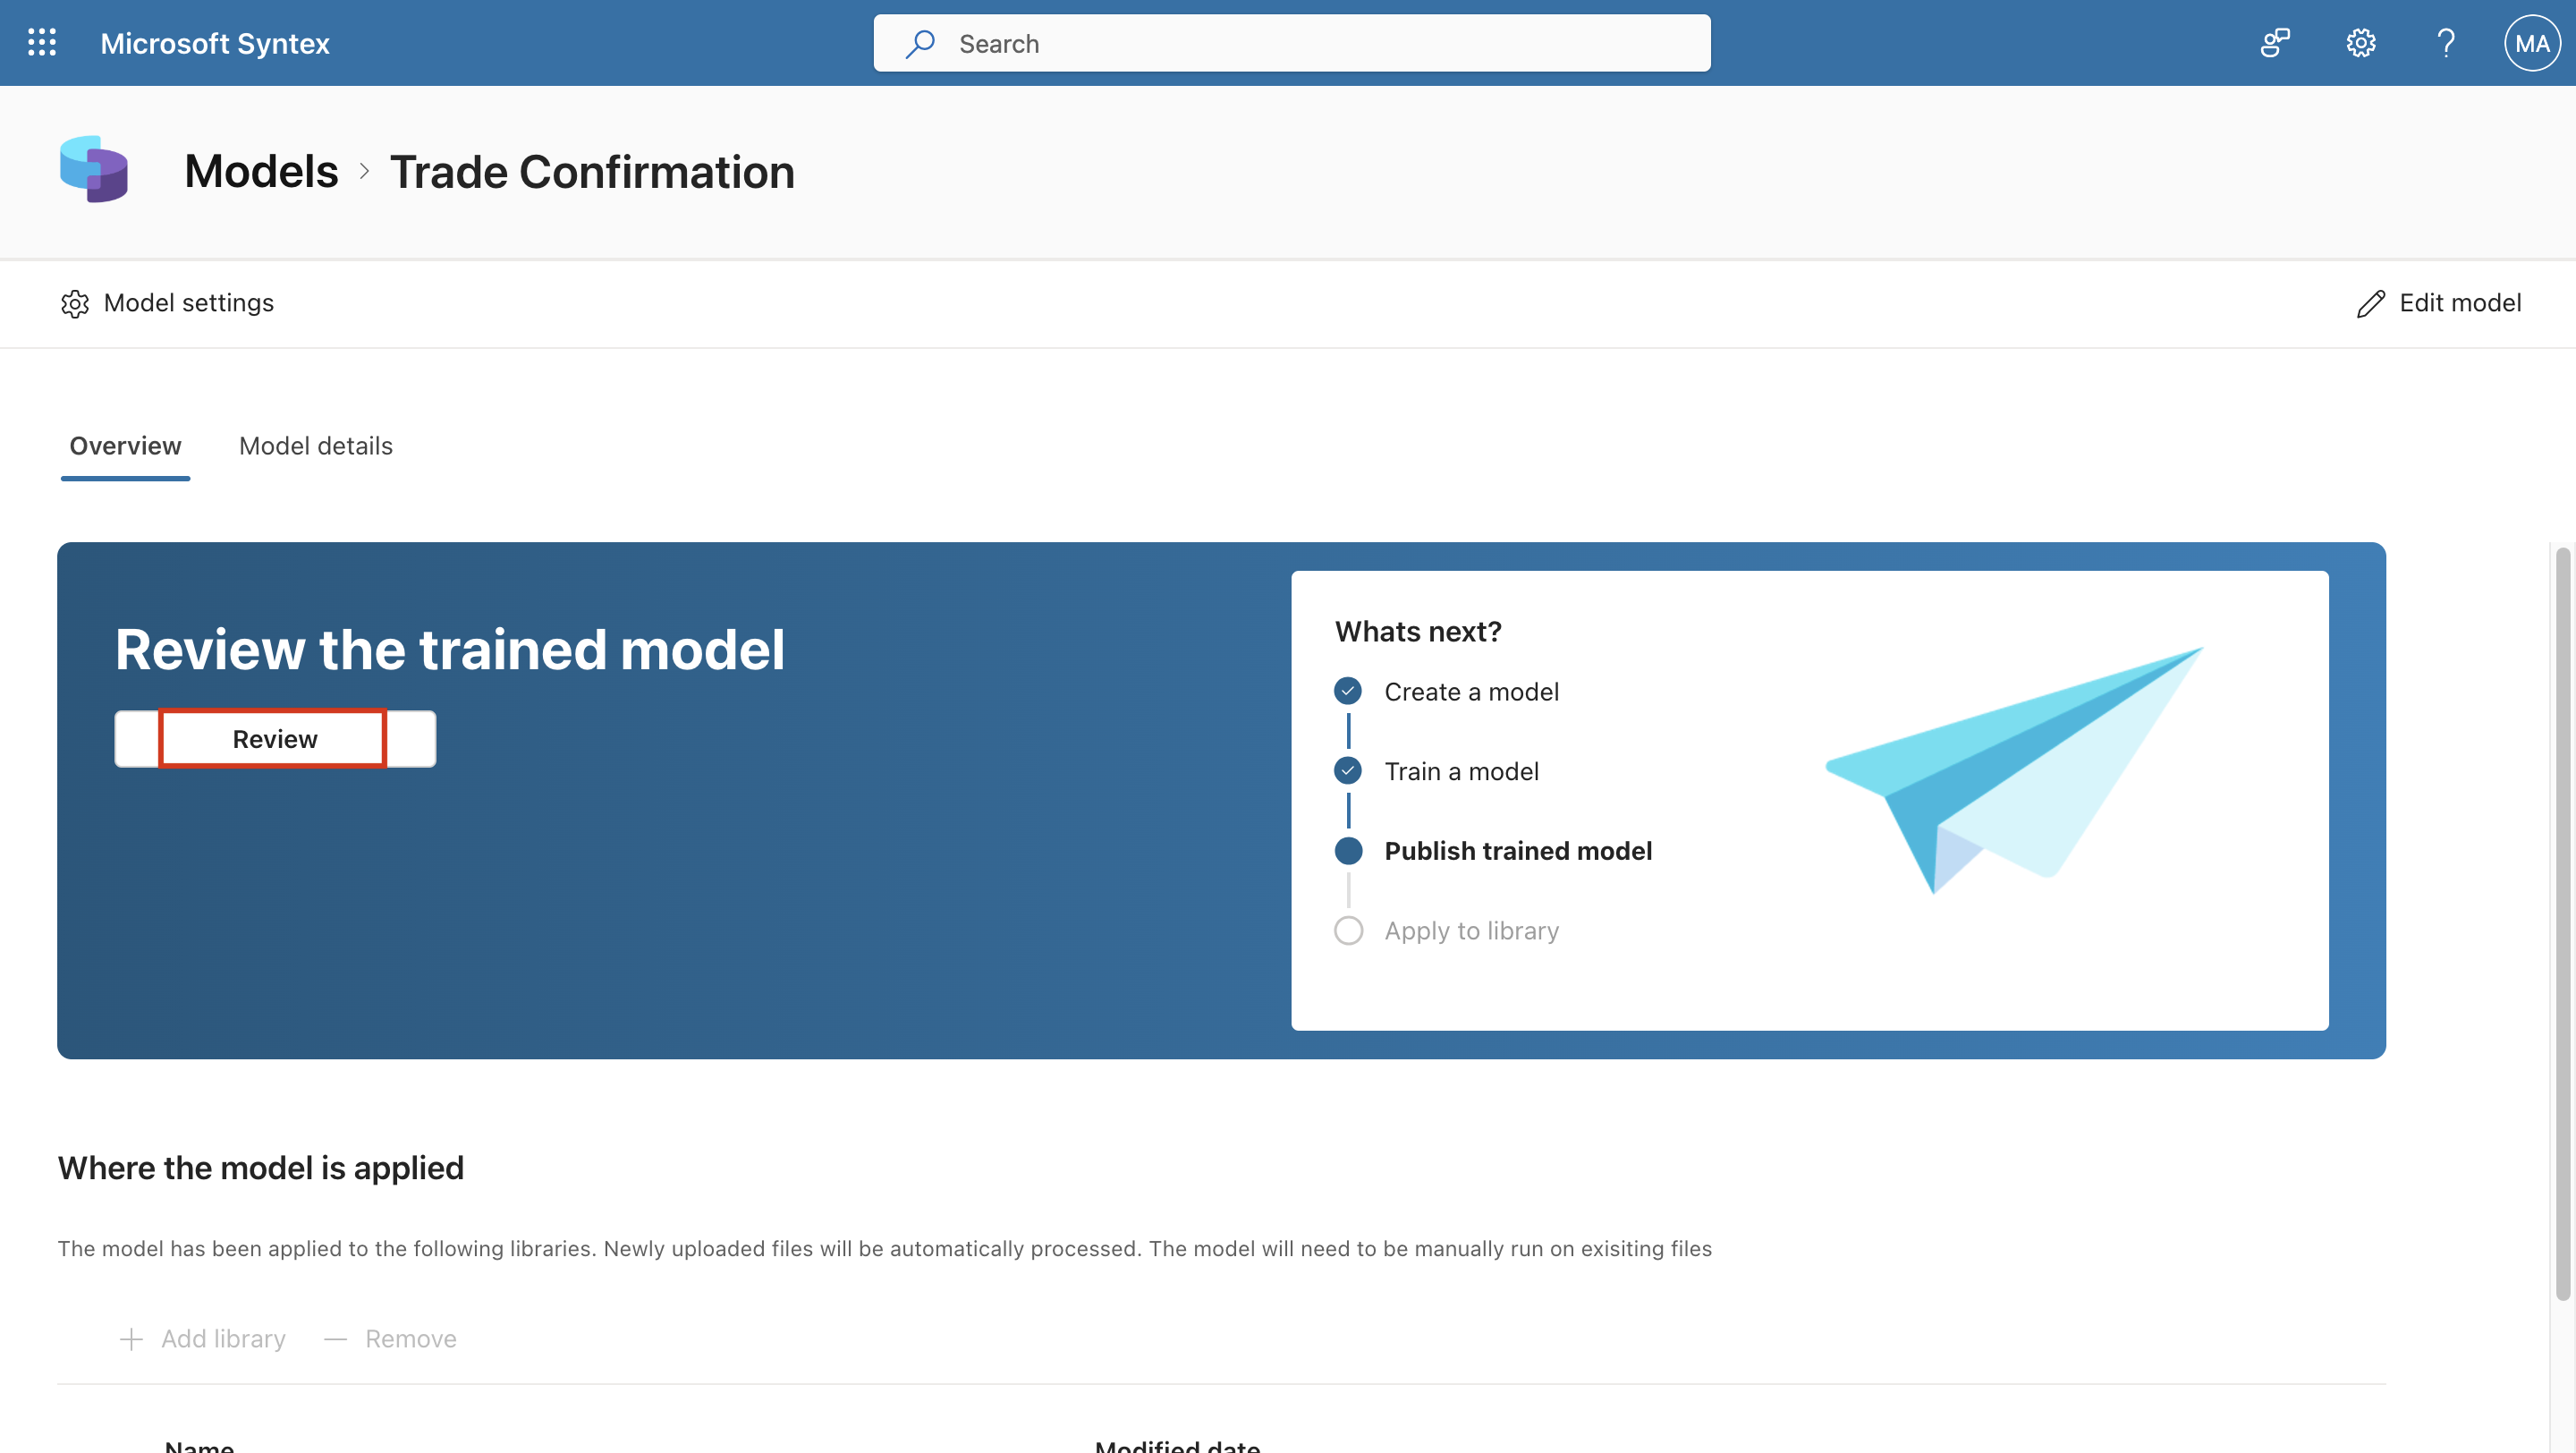 Microsoft Syntex
Search
MA
Models > Trade Confirmation
Model settings
Edit model
Overview
Model details
Review the trained model
Review
Whats next?
Create a model
Train a model
Publish trained model
Apply to library
Where the model is applied
The model has been applied to the following libraries. Newly uploaded files will be automatically processed. The model will need to be manually run on exisiting files
Add library
Remove
Name
Modified date